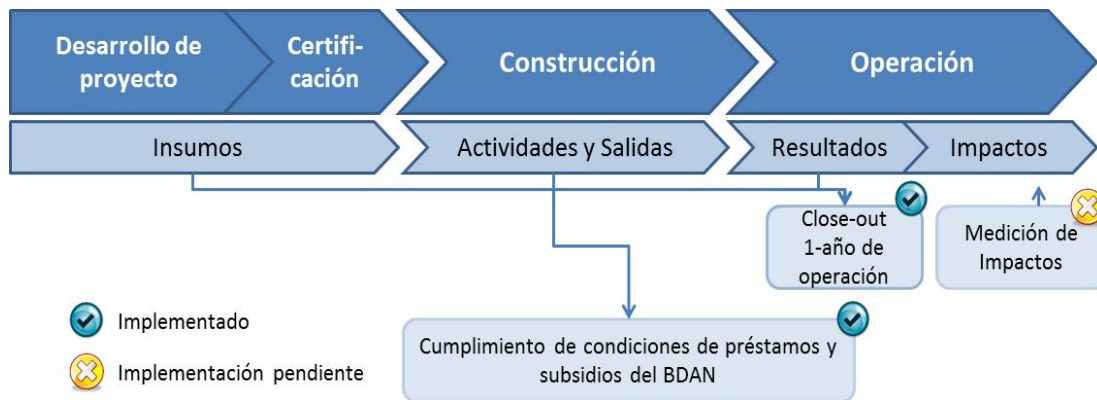 Desarrollo de
proyecto
Certifi-
cación
Construcción
Operación
Insumos
Actividades y Salidas
Resultados
Impactos
Close-out
1-año de
operación
Medición de
Impactos
Implementado
Implementación pendiente
Cumplimiento de condiciones de préstamos y
subsidios del BDAN